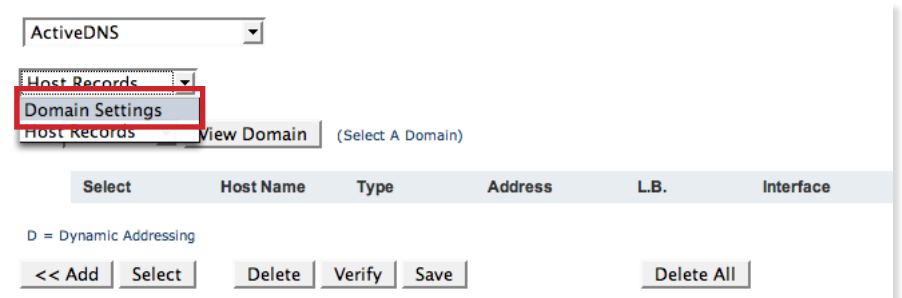 ActiveDNS
Host Records
Domain Settings
Host Records View Domain (Select A Domain)
Select Host Name Type Address L.B. Interface
D = Dynamic Addressing
<< Add Select Delete Verify Save Delete All